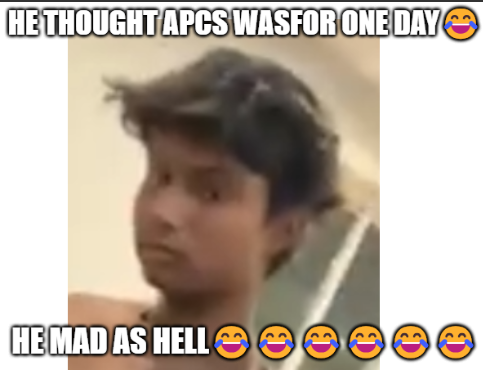 HE THOUGHT APCS WASFOR ONE DAY😂
HE MAD AS HELL😂😂😂😂😂😂